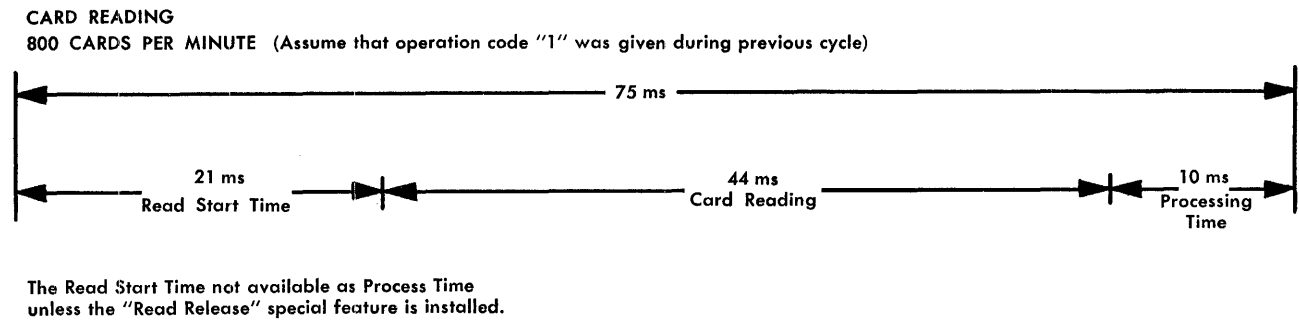 CARD READING
800 CARDS PER MINUTE (Assume that operation code "1" was given during previous cycle)
75 ms
21 ms
Read Start Time
44 ms
Card Reading
10 ms
Processing
Time
The Read Start Time not available as Process Time
unless the "Read Release" special feature is installed.